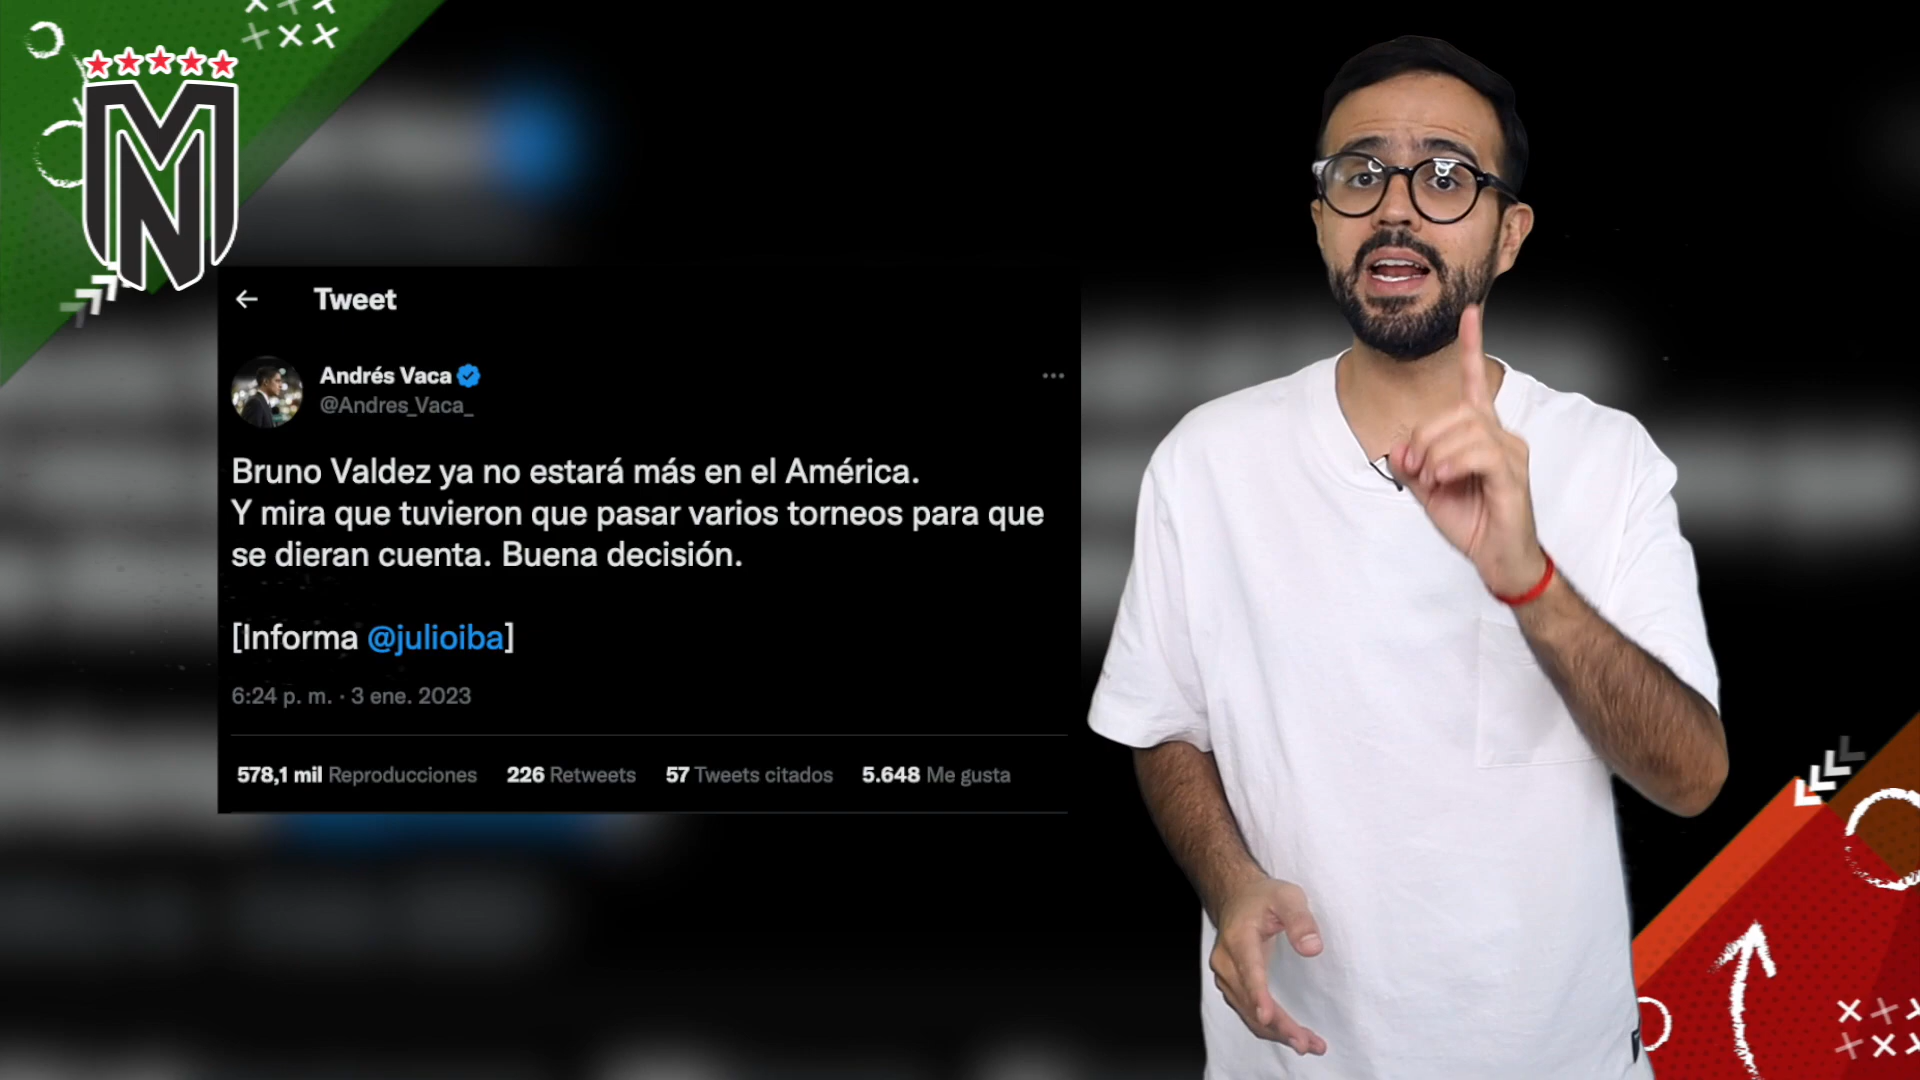 MN
Tweet
Andrés Vaca
@Andres_Vaca_
Bruno Valdez ya no estará más en el América.
Y mira que tuvieron que pasar varios torneos para que
se dieran cuenta. Buena decisión.
[Informa @julioiba]
6:24 p. m. · 3 ene. 2023
578,1 mil Reproducciones 226 Retweets 57 Tweets citados 5.648 Me gusta